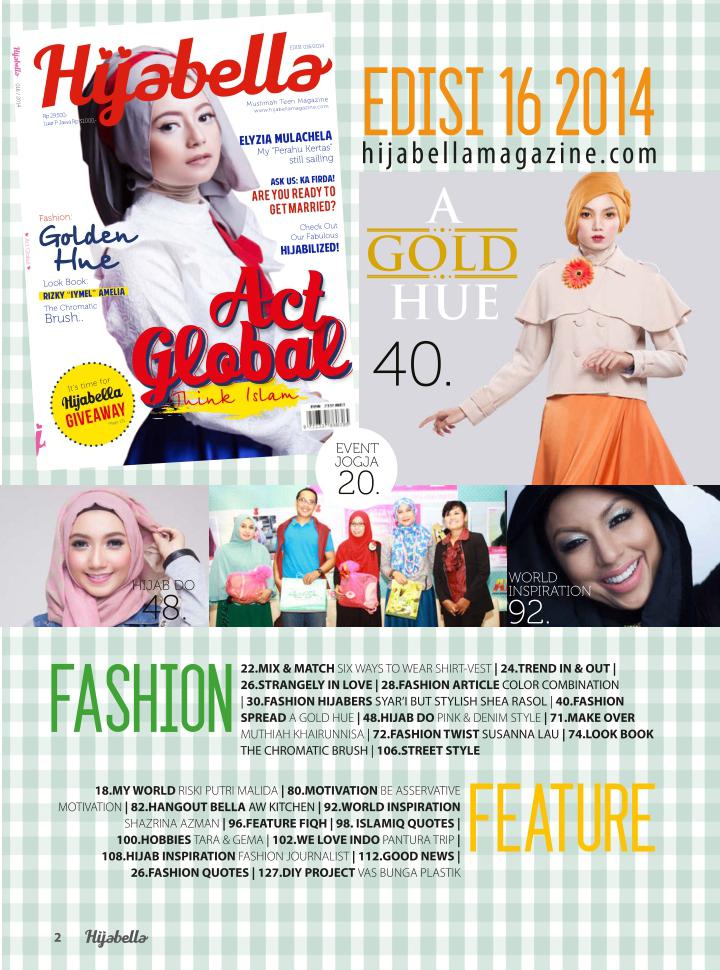 Hijabella
EDISI 016/2014
Muslimah Teen Magazine
www.hijabellamagazine.com
Hijabella
016 / 2014
Rp 29.500,-
ELYZIA MULACHELA
My "Perahu Kertas"
still sailing
ASK US: KA FIRDA!
ARE YOU READY TO
GET MARRIED?
Check Out
Our Fabulous
HIJABILIZED!
Fashion:
Golden
Hue
Look Book:
RIZKY "IYMEL" AMELIA
The Chromatic
Brush..
Act
Global
Think Islam
It's time for
Hijabella
GIVEAWAY
EDISI 16 2014
hijabellamagazine.com
A
GOLD
HUE
40.
EVENT
JOGJA
20.
HIJAB DO
48.
WORLD
INSPIRATION
92.
FASHION
22.MIX & MATCH SIX WAYS TO WEAR SHIRT-VEST | 24.TREND IN & OUT |
26.STRANGELY IN LOVE | 28.FASHION ARTICLE COLOR COMBINATION
| 30.FASHION HIJABERS SYAR'I BUT STYLISH SHEA RASOL | 40.FASHION
SPREAD A GOLD HUE | 48.HIJAB DO PINK & DENIM STYLE | 71.MAKE OVER
MUTHIAH KHAIRUNNISA | 72.FASHION TWIST SUSANNA LAU | 74.LOOK BOOK
THE CHROMATIC BRUSH | 106.STREET STYLE
18.MY WORLD RISKI PUTRI MALIDA | 80.MOTIVATION BE ASSERVATIVE
MOTIVATION | 82.HANGOUT BELLA AW KITCHEN | 92.WORLD INSPIRATION
SHAZRINA AZMAN | 96.FEATURE FIQH | 98. ISLAMIQ QUOTES |
100.HOBBIES TARA & GEMA | 102.WE LOVE INDO PANTURA TRIP |
108.HIJAB INSPIRATION FASHION JOURNALIST | 112.GOOD NEWS |
26.FASHION QUOTES | 127.DIY PROJECT VAS BUNGA PLASTIK
FEATURE
2 Hijabella